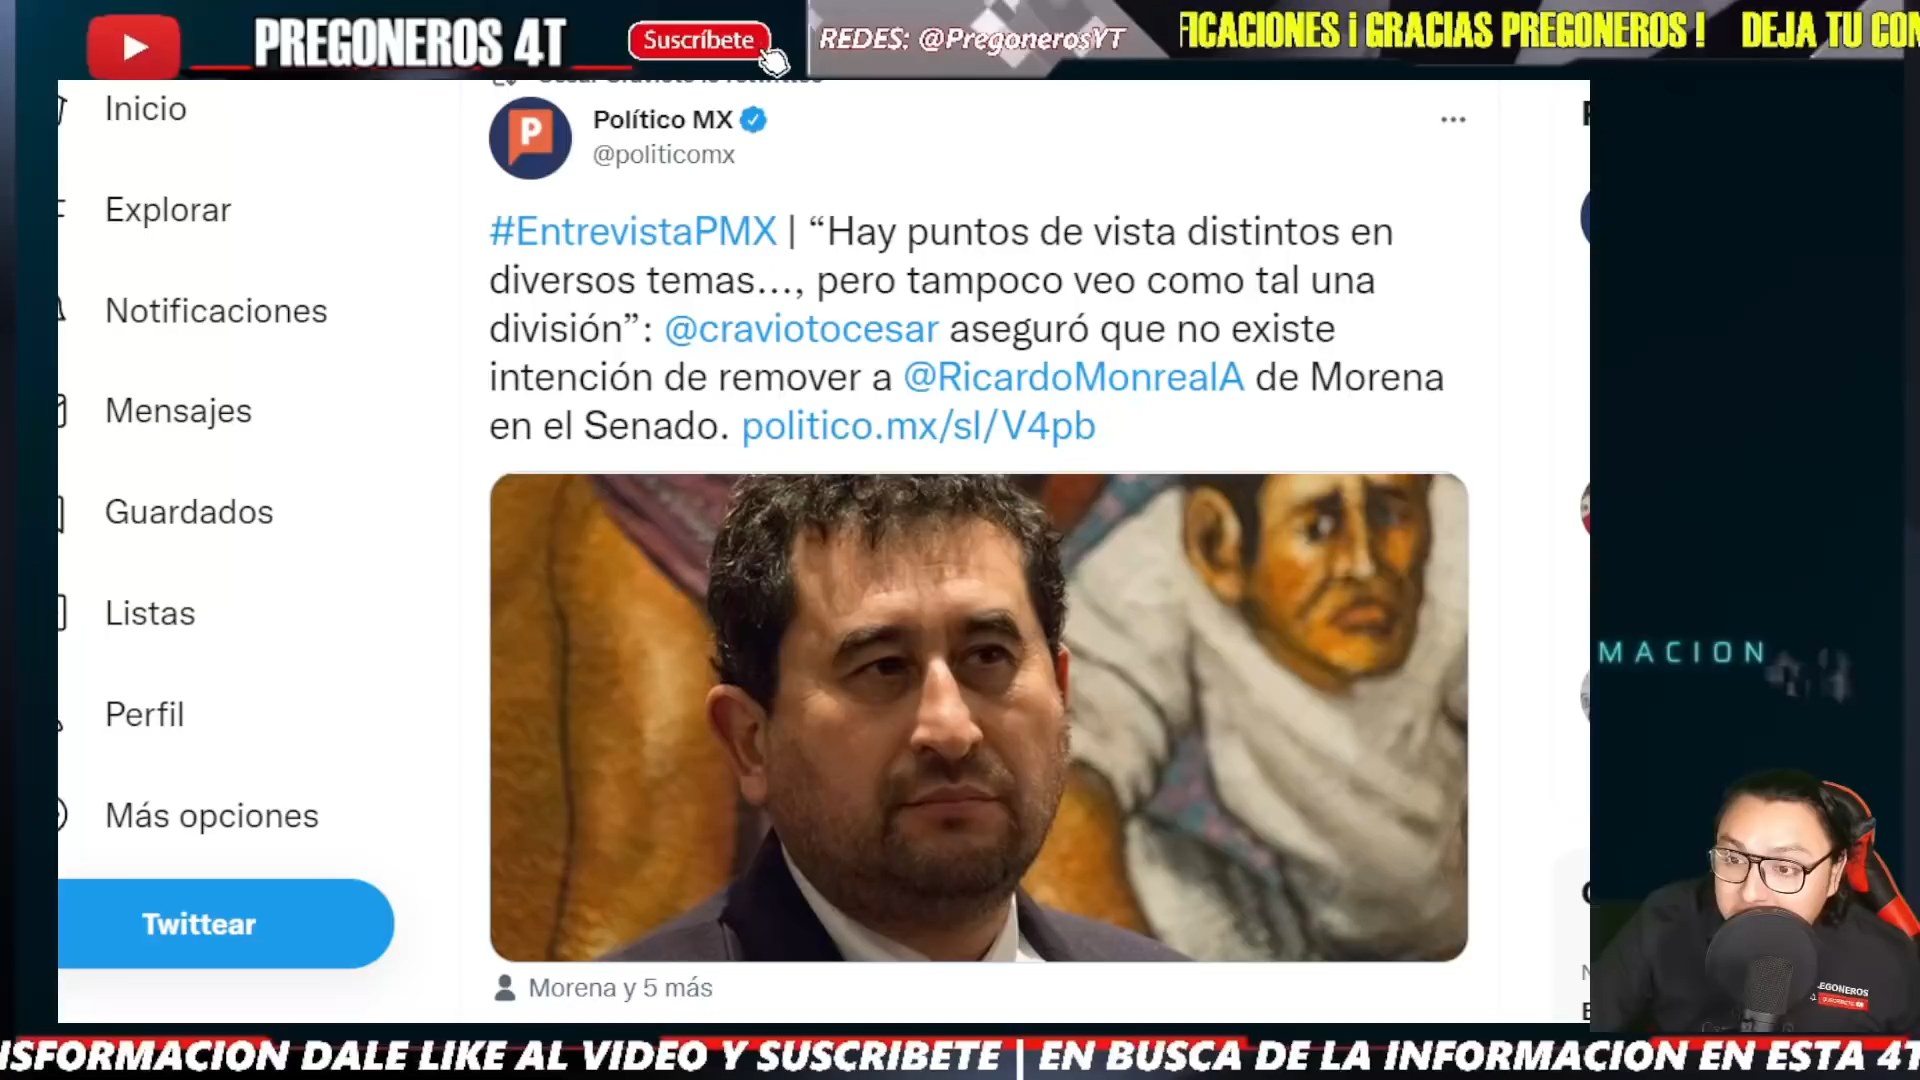 PREGONEROS 4T
Suscríbete
REDES: @PregonerosYT
FICACIONES ¡ GRACIAS PREGONEROS ! DEJA TU CON
Inicio
Explorar
Notificaciones
Mensajes
Guardados
Listas
Perfil
Más opciones
Twittear
Político MX
@politicomx
#EntrevistaPMX | “Hay puntos de vista distintos en
diversos temas..., pero tampoco veo como tal una
división”: @craviotocesar aseguró que no existe
intención de remover a @RicardoMonrealA de Morena
en el Senado. politico.mx/sl/V4pb
Morena y 5 más
MACION
EGONEROS
NSFORMACION DALE LIKE AL VIDEO Y SUSCRIBETE | EN BUSCA DE LA INFORMACION EN ESTA 4T